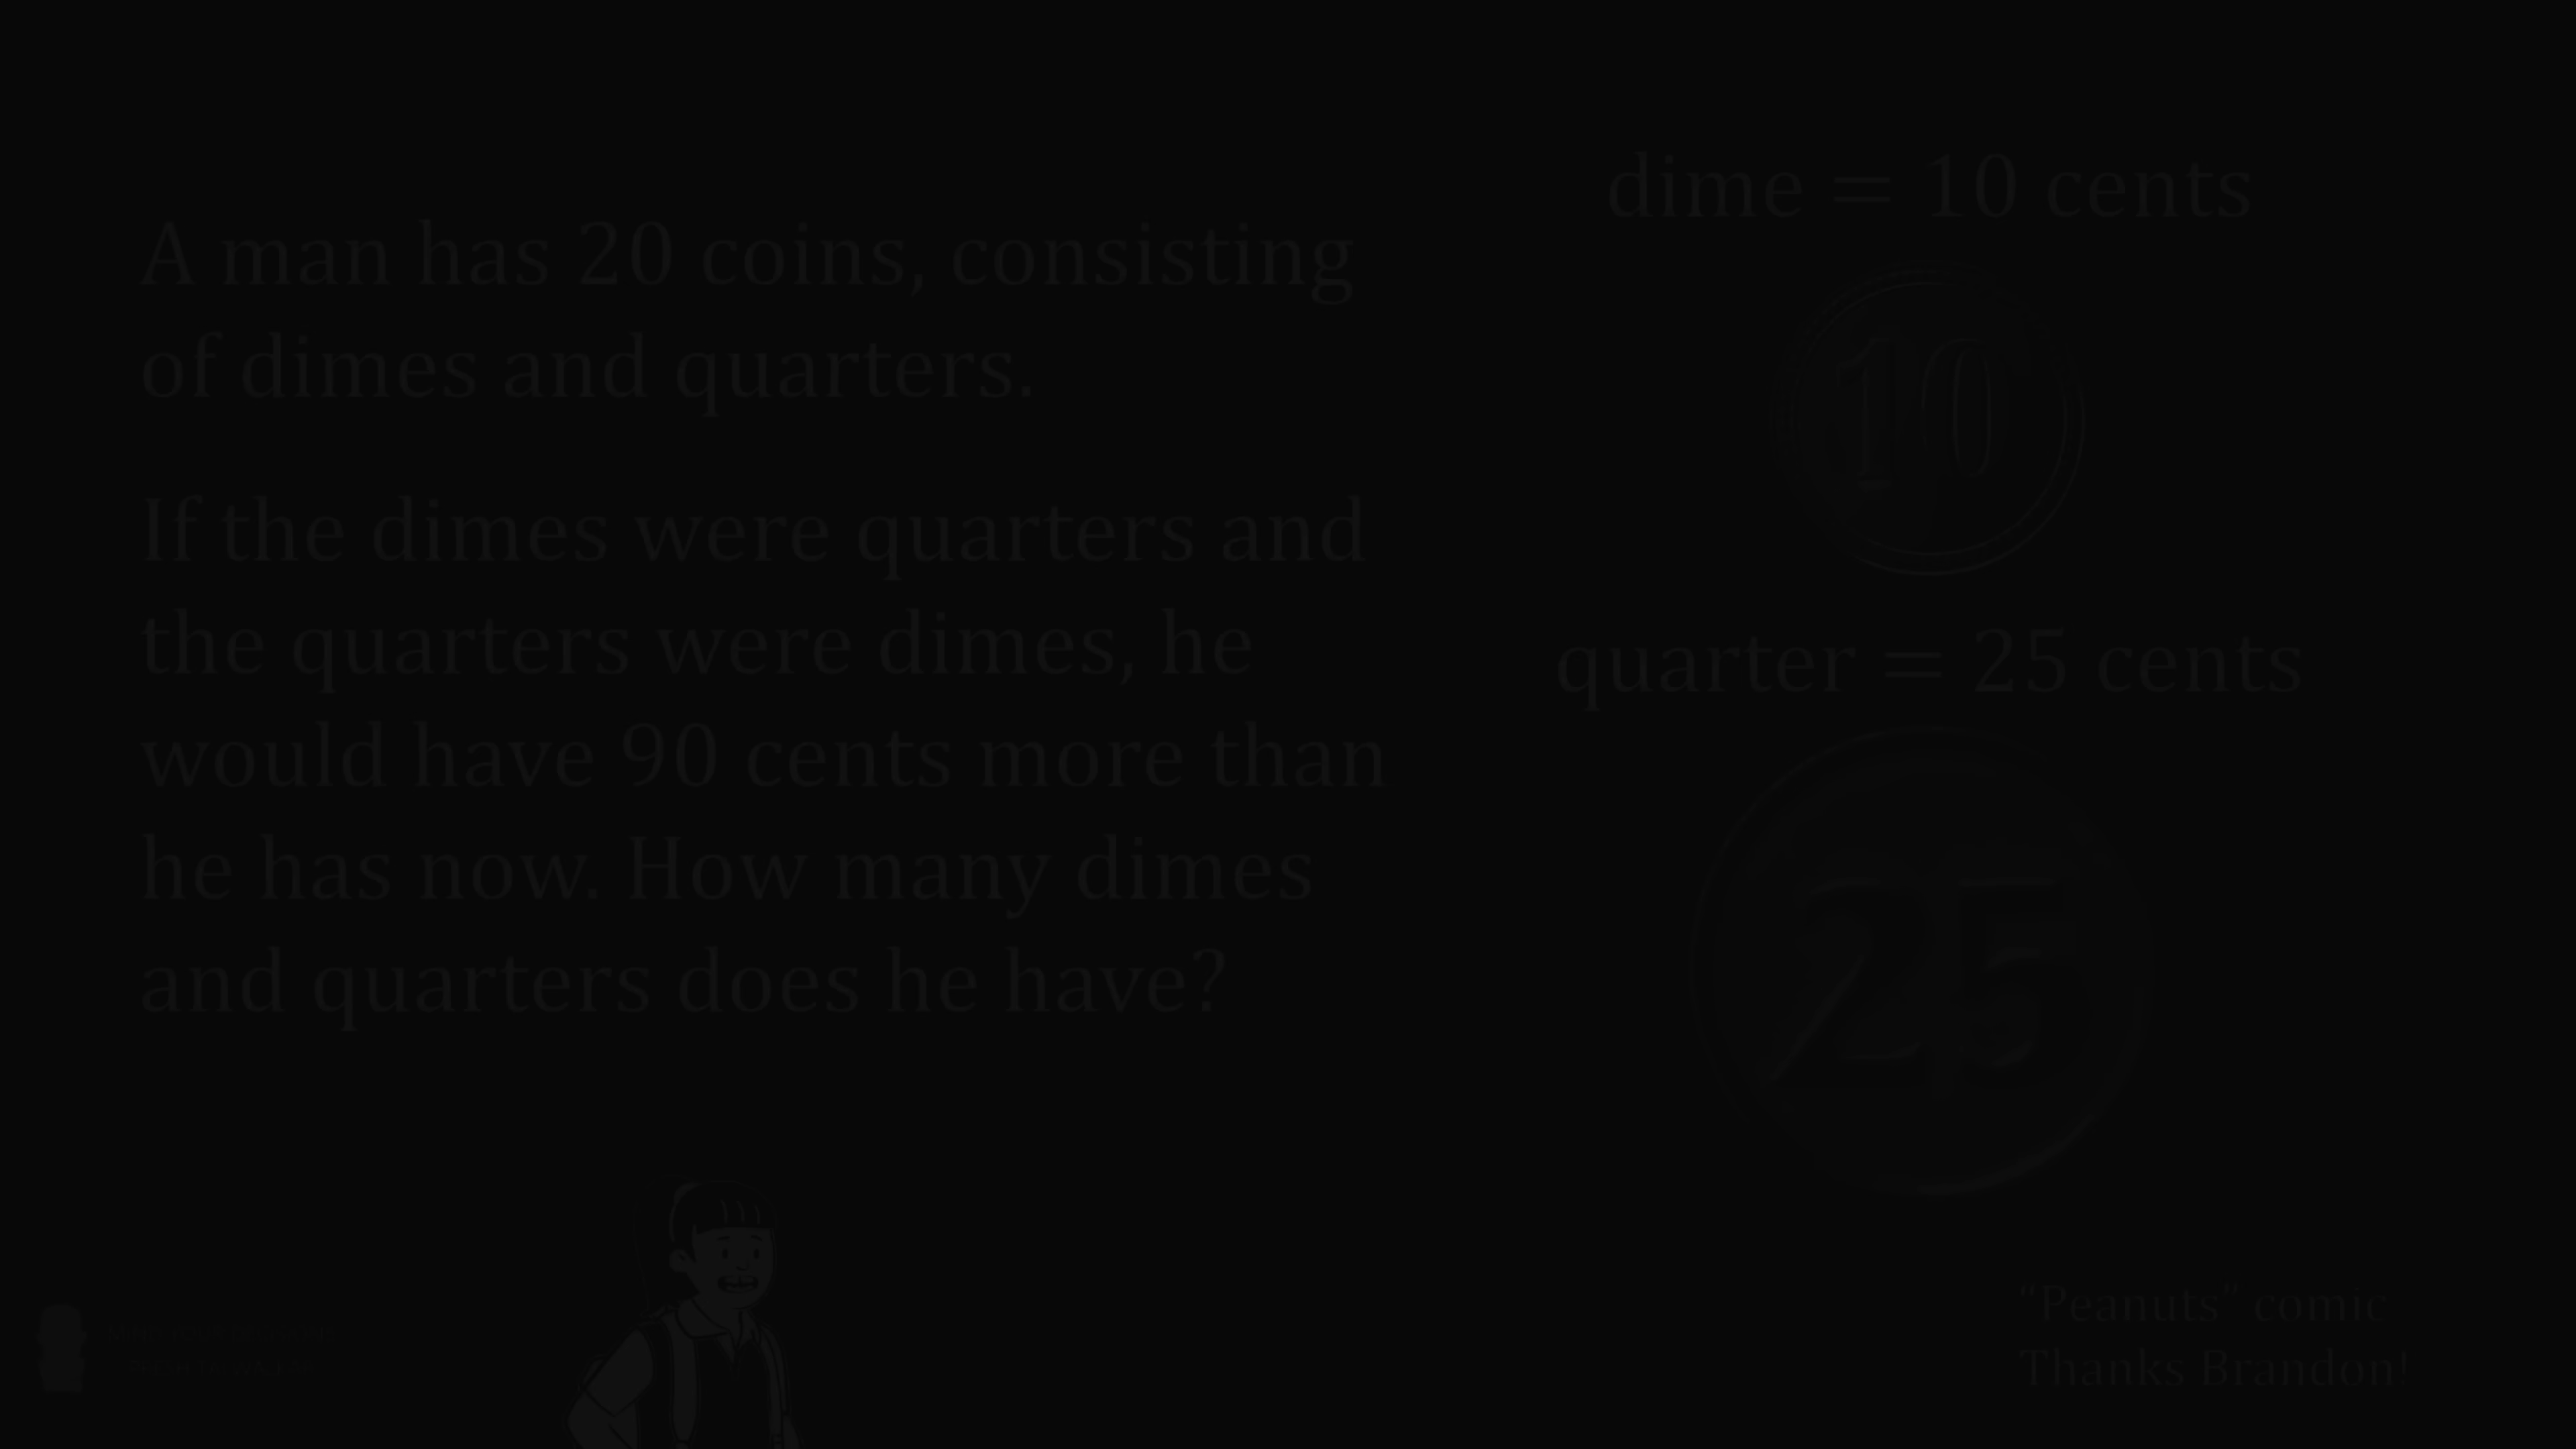 A man has 20 coins, consisting
of dimes and quarters.
If the dimes were quarters and
the quarters were dimes, he
would have 90 cents more than
he has now. How many dimes
and quarters does he have?
dime = 10 cents
10
quarter = 25 cents
25
"Peanuts" comic
Thanks Brandon!